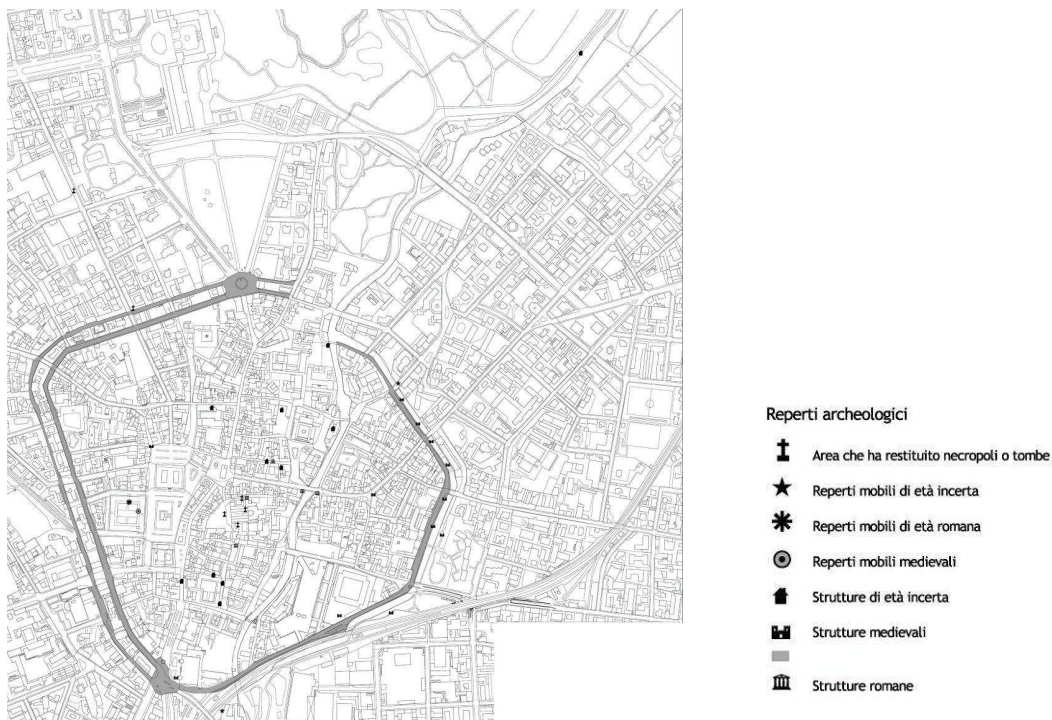 Reperti archeologici
Area che ha restituito necropoli o tombe
Reperti mobili di età incerta
Reperti mobili di età romana
Reperti mobili medievali
Strutture di età incerta
Strutture medievali
Strutture romane